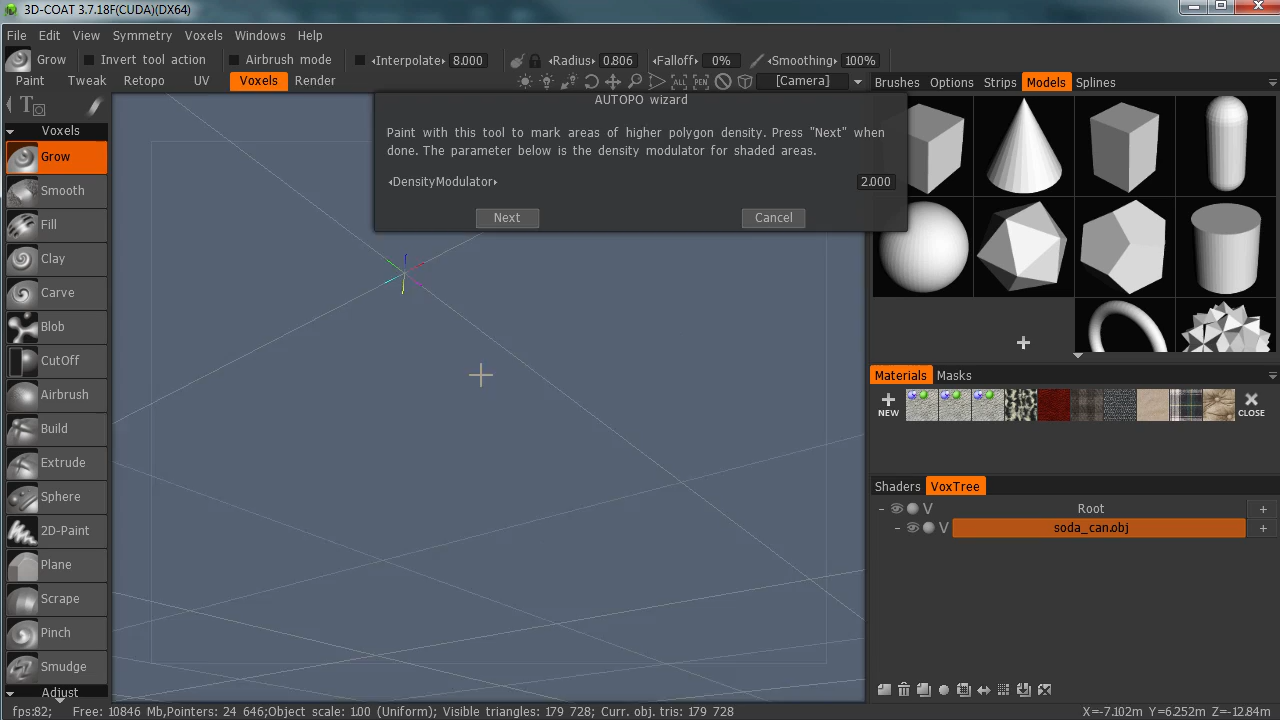 3D-COAT 3.7.18F(CUDA)(DX64)
File Edit View Symmetry Voxels Windows Help
Grow Invert tool action Airbrush mode Interpolate 8.000 Radius 0.806 Falloff 0% Smoothing 100%
Paint Tweak Retopo UV Voxels Render ALL PEN [Camera] Brushes Options Strips Models Splines
AUTOPO wizard
Paint with this tool to mark areas of higher polygon density. Press "Next" when
done. The parameter below is the density modulator for shaded areas.
DensityModulator 2.000
Next Cancel
Voxels
Grow
Smooth
Fill
Clay
Carve
Blob
CutOff
Airbrush
Build
Extrude
Sphere
2D-Paint
Plane
Scrape
Pinch
Smudge
Adjust
Materials Masks
NEW CLOSE
Shaders VoxTree
V Root +
V soda_can.obj +
fps:82; Free: 10846 Mb,Pointers: 24 646;Object scale: 1.00 (Uniform); Visible triangles: 179 728; Curr. obj. tris: 179 728 X=-7.102m Y=6.252m Z=-12.84m